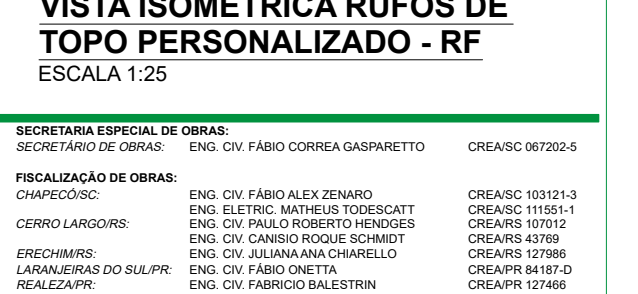 VISTA ISOMÉTRICA RUFOS DE
TOPO PERSONALIZADO - RF
ESCALA 1:25
SECRETARIA ESPECIAL DE OBRAS:
SECRETÁRIO DE OBRAS: ENG. CIV. FÁBIO CORREA GASPARETTO CREA/SC 067202-5
FISCALIZAÇÃO DE OBRAS:
CHAPECÓ/SC: ENG. CIV. FÁBIO ALEX ZENARO CREA/SC 103121-3
ENG. ELETRIC. MATHEUS TODESCATT CREA/SC 111551-1
CERRO LARGO/RS: ENG. CIV. PAULO ROBERTO HENDGES CREA/RS 107012
ENG. CIV. CANISIO ROQUE SCHMIDT CREA/RS 43769
ERECHIM/RS: ENG. CIV. JULIANA ANA CHIARELLO CREA/RS 127986
LARANJEIRAS DO SUL/PR: ENG. CIV. FÁBIO ONETTA CREA/PR 84187-D
REALEZA/PR: ENG. CIV. FABRICIO BALESTRIN CREA/PR 127466